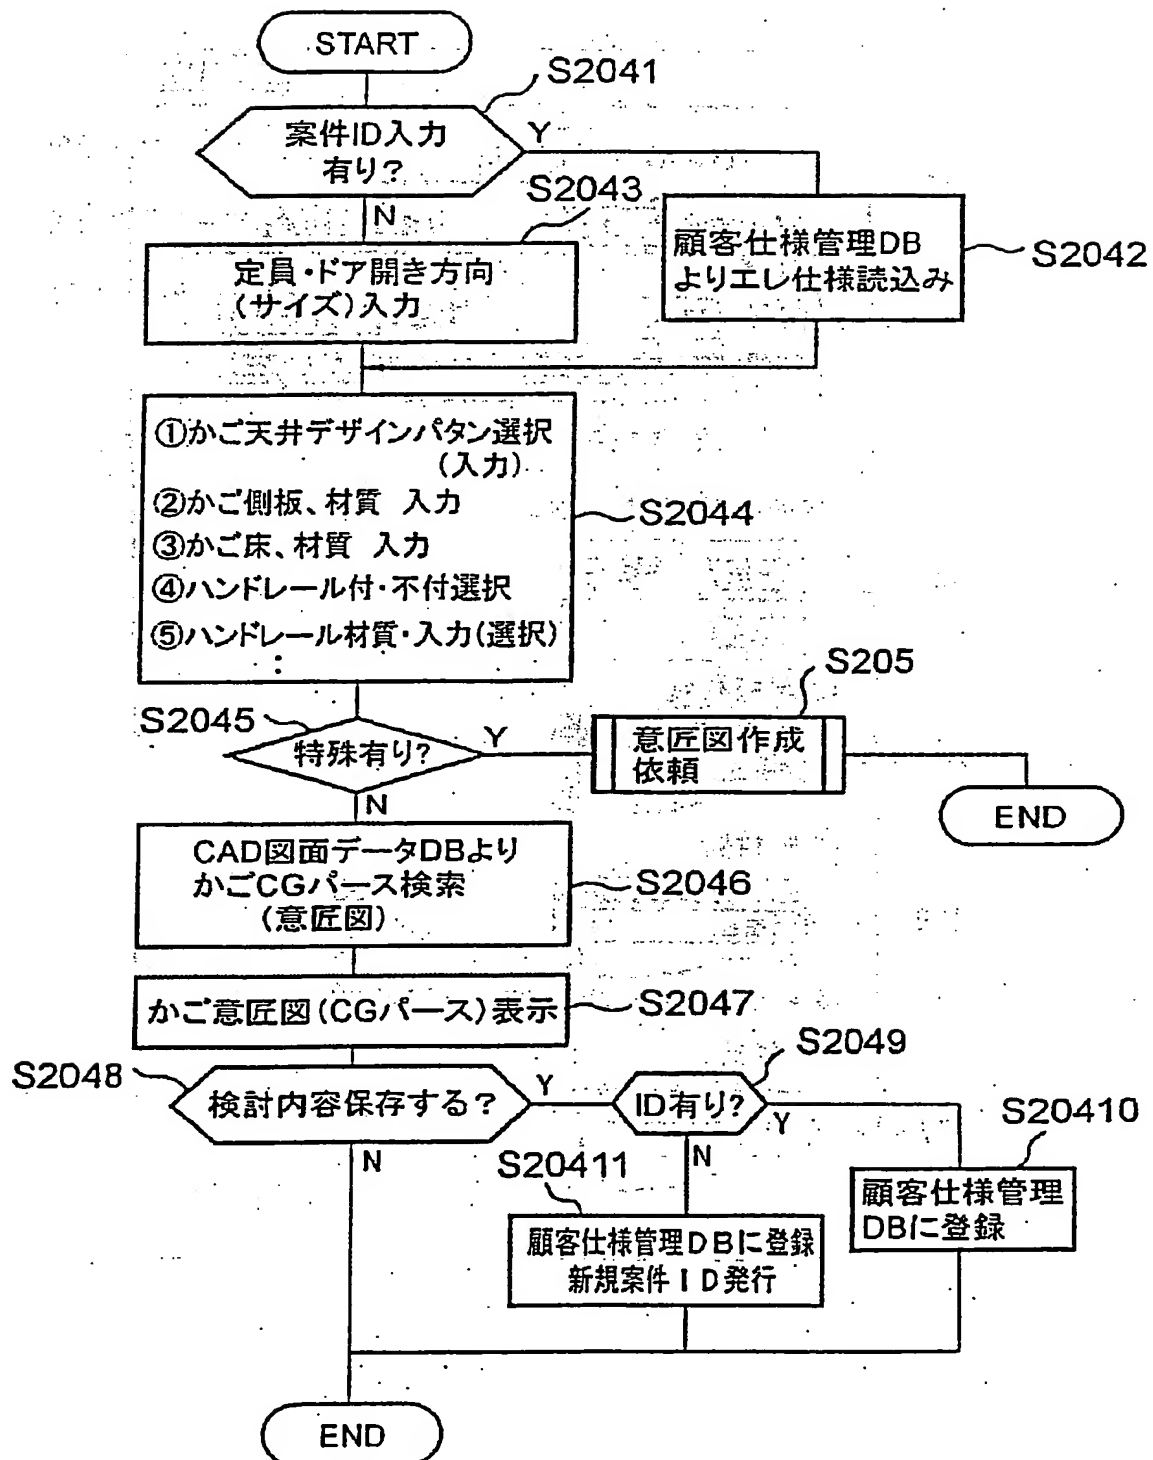 START
S2041
案件ID入力
有り?
Y
N
S2043
定員・ドア開き方向
(サイズ)入力
顧客仕様管理DB
よりエレ仕様読込み
S2042
①かご天井デザインパタン選択
(入力)
②かご側板、材質 入力
③かご床、材質 入力
④ハンドレール付・不付選択
⑤ハンドレール材質・入力(選択)
:
S2044
S2045
特殊有り?
Y
N
S205
意匠図作成
依頼
END
CAD図面データDBより
かごCGパース検索
(意匠図)
S2046
かご意匠図(CGパース)表示
S2047
S2048
検討内容保存する?
Y
N
S2049
ID有り?
Y
N
S20410
顧客仕様管理
DBに登録
S20411
顧客仕様管理DBに登録
新規案件ID発行
END